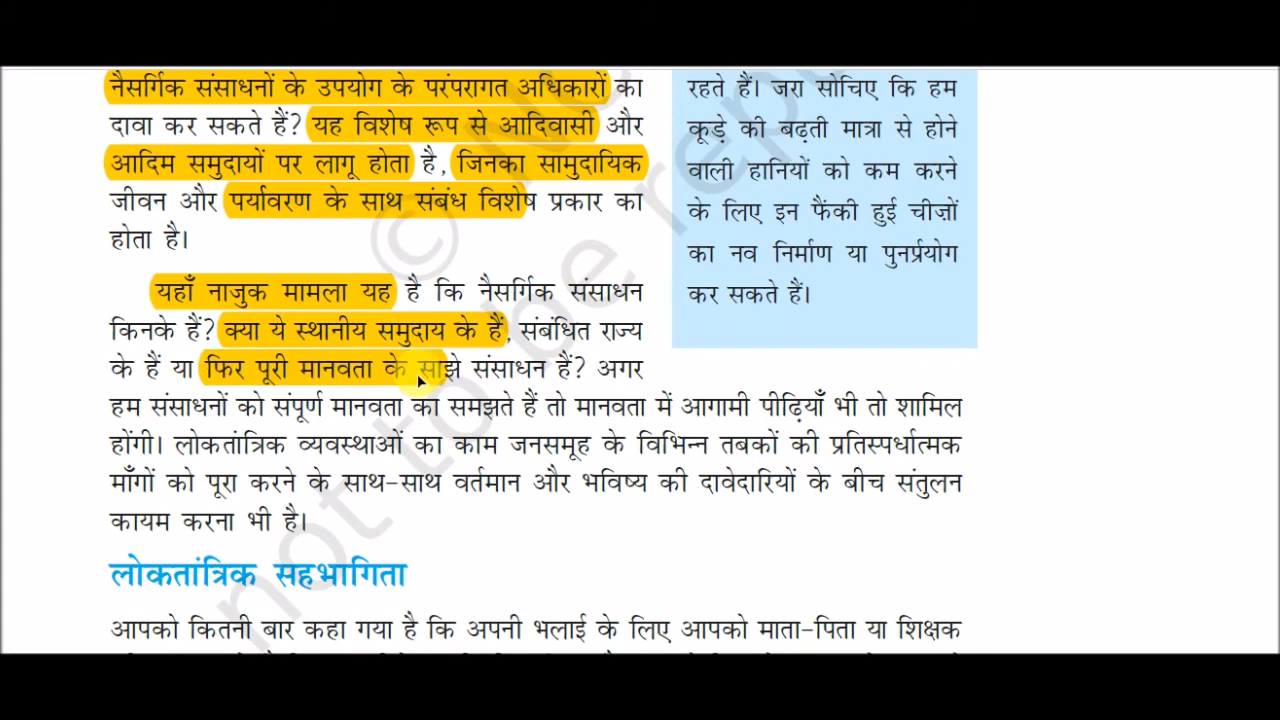 नैसर्गिक संसाधनों के उपयोग के परंपरागत अधिकारों का
दावा कर सकते हैं? यह विशेष रूप से आदिवासी और
आदिम समुदायों पर लागू होता है, जिनका सामुदायिक
जीवन और पर्यावरण के साथ संबंध विशेष प्रकार का
होता है।
यहाँ नाजुक मामला यह है कि नैसर्गिक संसाधन
किनके हैं? क्या ये स्थानीय समुदाय के हैं, संबंधित राज्य
के हैं या फिर पूरी मानवता के साझे संसाधन हैं? अगर
हम संसाधनों को संपूर्ण मानवता का समझते हैं तो मानवता में आगामी पीढ़ियाँ भी तो शामिल
होंगी। लोकतांत्रिक व्यवस्थाओं का काम जनसमूह के विभिन्न तबकों की प्रतिस्पर्धात्मक
माँगों को पूरा करने के साथ-साथ वर्तमान और भविष्य की दावेदारियों के बीच संतुलन
कायम करना भी है।
रहते हैं। जरा सोचिए कि हम
कूड़े की बढ़ती मात्रा से होने
वाली हानियों को कम करने
के लिए इन फैंकी हुई चीज़ों
का नव निर्माण या पुनर्प्रयोग
कर सकते हैं।
लोकतांत्रिक सहभागिता
आपको कितनी बार कहा गया है कि अपनी भलाई के लिए आपको माता-पिता या शिक्षक
not to be